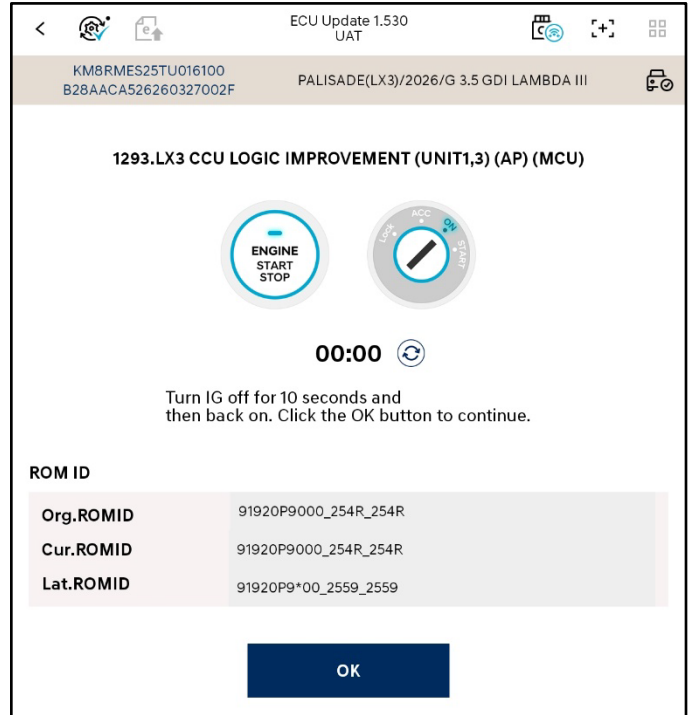 ECU Update 1.530
UAT
KM8RMES25TU016100
B28AACA526260327002F
PALISADE(LX3)/2026/G 3.5 GDI LAMBDA III
1293.LX3 CCU LOGIC IMPROVEMENT (UNIT1,3) (AP) (MCU)
ENGINE
START
STOP
Lock
ACC
ON
START
00:00
Turn IG off for 10 seconds and
then back on. Click the OK button to continue.
ROM ID
Org.ROMID 91920P9000_254R_254R
Cur.ROMID 91920P9000_254R_254R
Lat.ROMID 91920P9*00_2559_2559
OK